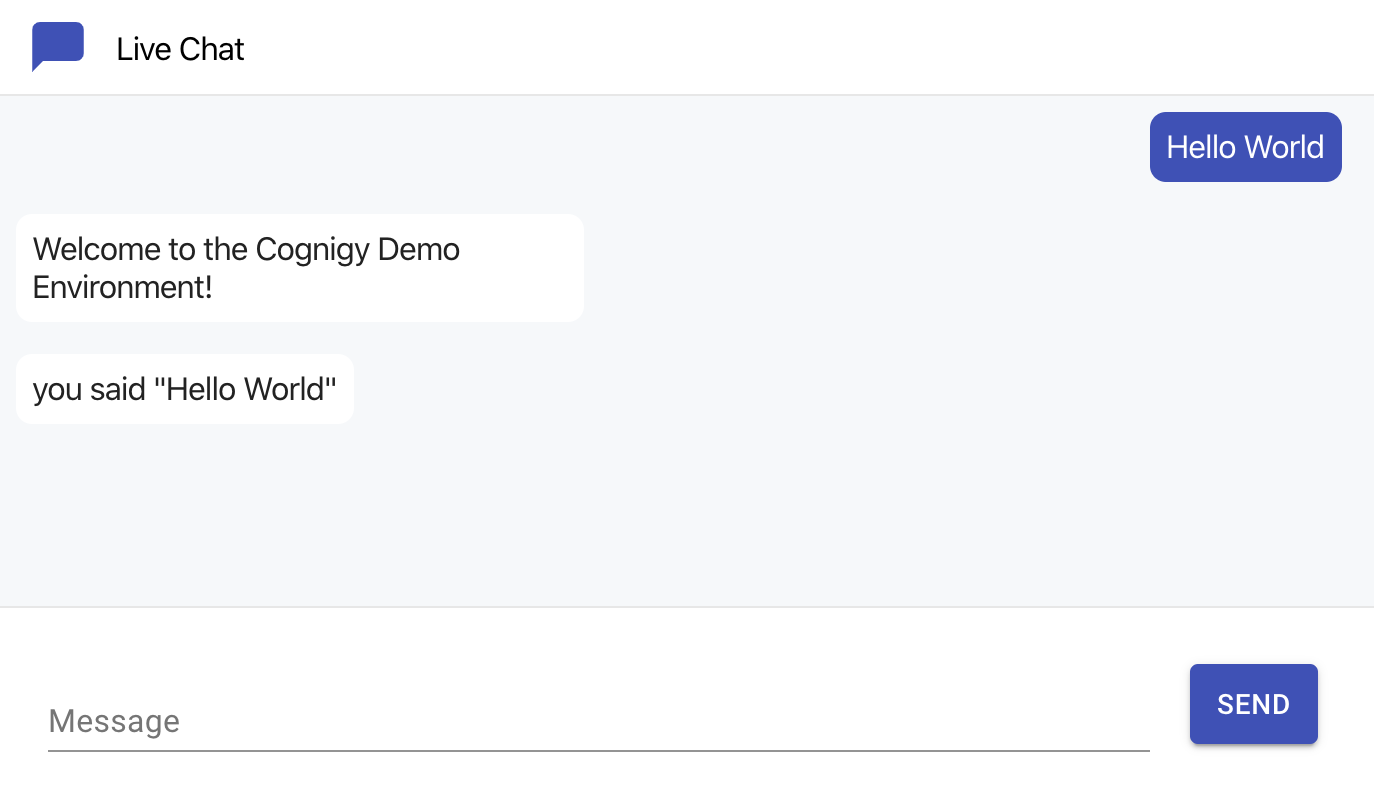 Live Chat
Hello World
Welcome to the Cognigy Demo
Environment!
you said "Hello World"
Message
SEND